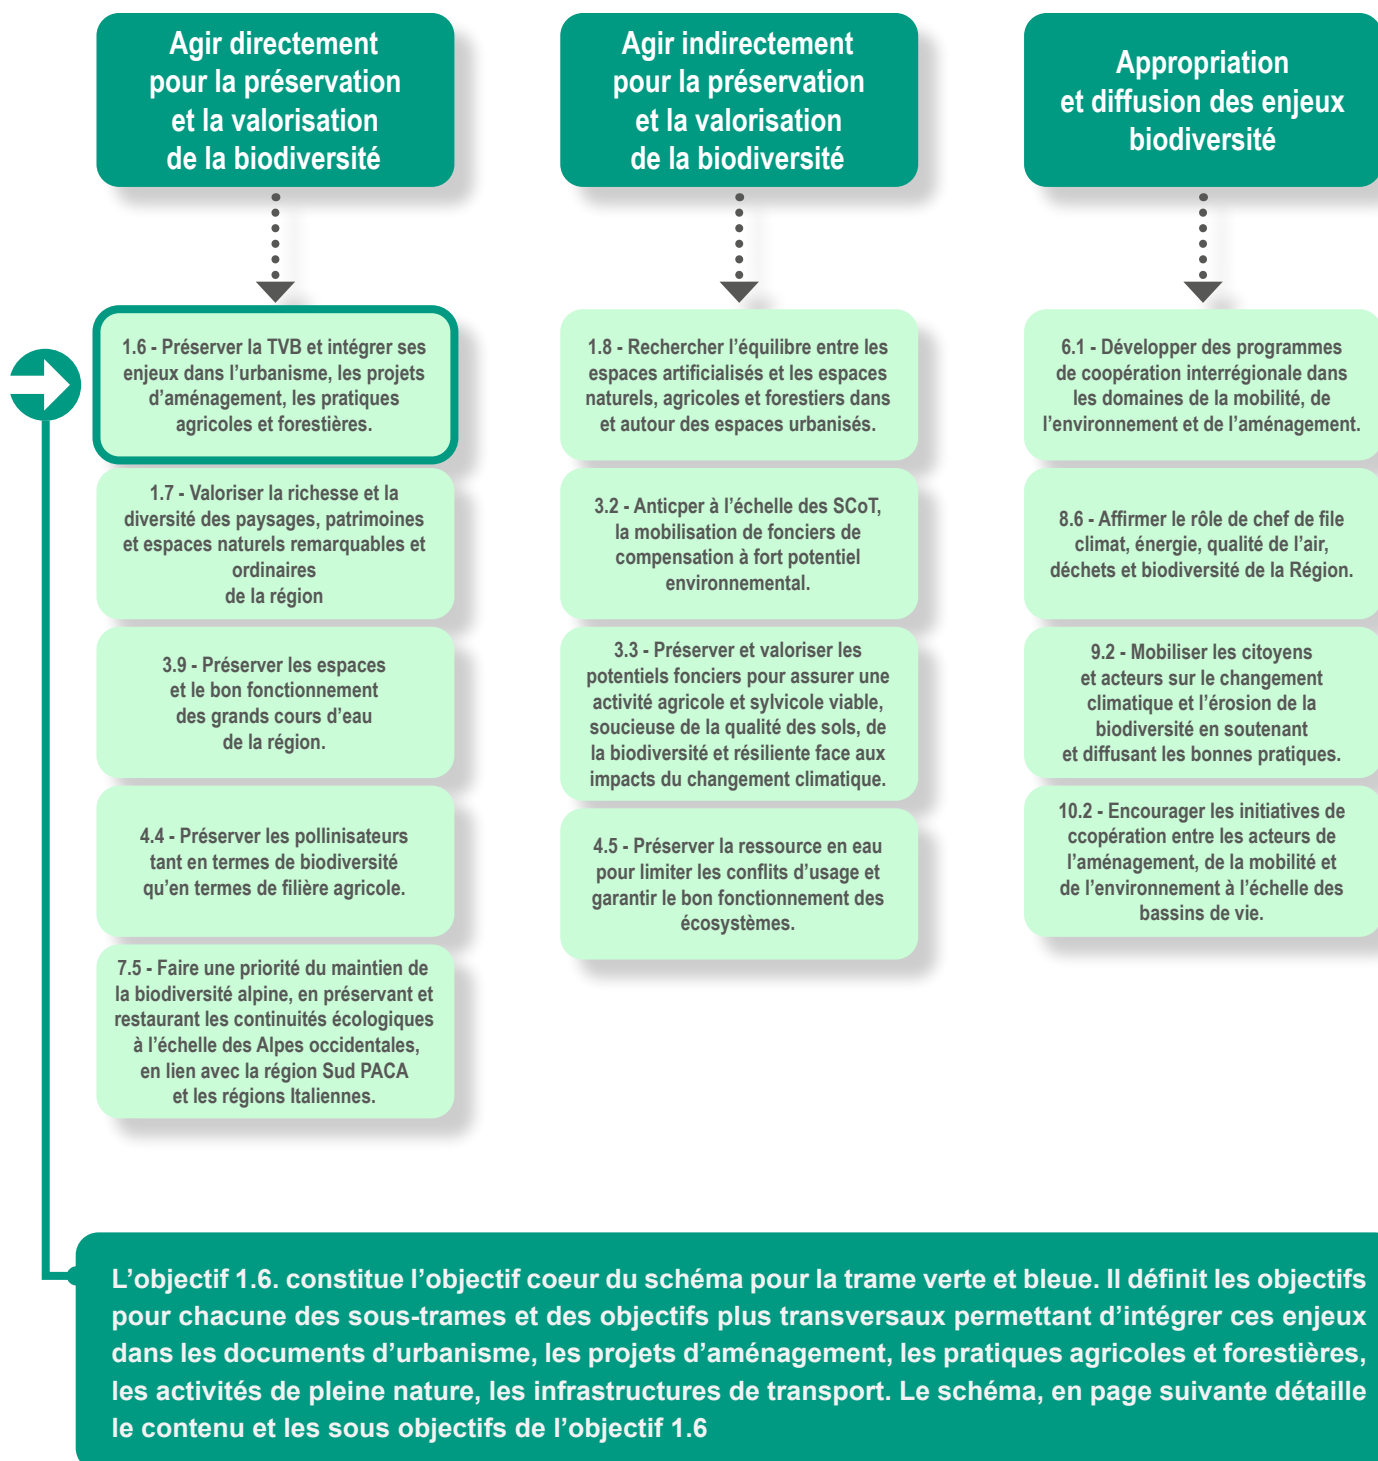 Agir directement
pour la préservation
et la valorisation
de la biodiversité
1.6 - Préserver la TVB et intégrer ses
enjeux dans l’urbanisme, les projets
d’aménagement, les pratiques
agricoles et forestières.
1.7 - Valoriser la richesse et la
diversité des paysages, patrimoines
et espaces naturels remarquables et
ordinaires
de la région
3.9 - Préserver les espaces
et le bon fonctionnement
des grands cours d’eau
de la région.
4.4 - Préserver les pollinisateurs
tant en termes de biodiversité
qu’en termes de filière agricole.
7.5 - Faire une priorité du maintien de
la biodiversité alpine, en préservant et
restaurant les continuités écologiques
à l’échelle des Alpes occidentales,
en lien avec la région Sud PACA
et les régions Italiennes.
Agir indirectement
pour la préservation
et la valorisation
de la biodiversité
1.8 - Rechercher l’équilibre entre les
espaces artificialisés et les espaces
naturels, agricoles et forestiers dans
et autour des espaces urbanisés.
3.2 - Anticper à l’échelle des SCoT,
la mobilisation de fonciers de
compensation à fort potentiel
environnemental.
3.3 - Préserver et valoriser les
potentiels fonciers pour assurer une
activité agricole et sylvicole viable,
soucieuse de la qualité des sols, de
la biodiversité et résiliente face aux
impacts du changement climatique.
4.5 - Préserver la ressource en eau
pour limiter les conflits d’usage et
garantir le bon fonctionnement des
écosystèmes.
Appropriation
et diffusion des enjeux
biodiversité
6.1 - Développer des programmes
de coopération interrégionale dans
les domaines de la mobilité, de
l’environnement et de l’aménagement.
8.6 - Affirmer le rôle de chef de file
climat, énergie, qualité de l’air,
déchets et biodiversité de la Région.
9.2 - Mobiliser les citoyens
et acteurs sur le changement
climatique et l’érosion de la
biodiversité en soutenant
et diffusant les bonnes pratiques.
10.2 - Encourager les initiatives de
ccopération entre les acteurs de
l’aménagement, de la mobilité et
de l’environnement à l’échelle des
bassins de vie.
L’objectif 1.6. constitue l’objectif coeur du schéma pour la trame verte et bleue. Il définit les objectifs
pour chacune des sous-trames et des objectifs plus transversaux permettant d’intégrer ces enjeux
dans les documents d’urbanisme, les projets d’aménagement, les pratiques agricoles et forestières,
les activités de pleine nature, les infrastructures de transport. Le schéma, en page suivante détaille
le contenu et les sous objectifs de l’objectif 1.6